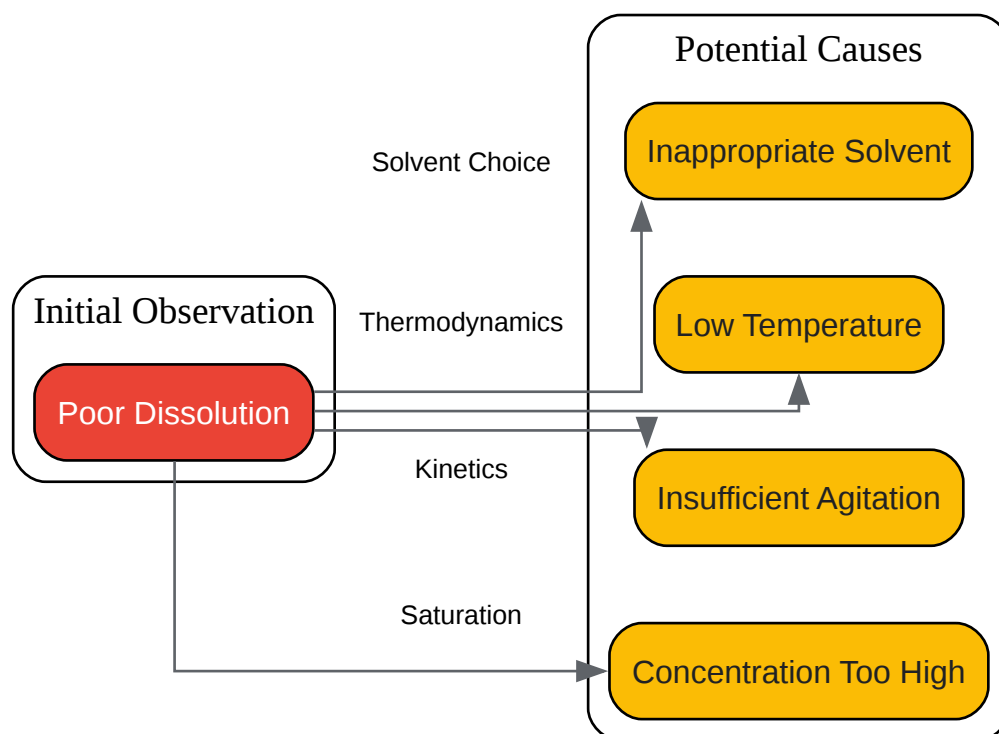 Potential Causes
Inappropriate Solvent
Solvent Choice
Initial Observation
Thermodynamics
Low Temperature
Poor Dissolution
Kinetics
Insufficient Agitation
Saturation
Concentration Too High